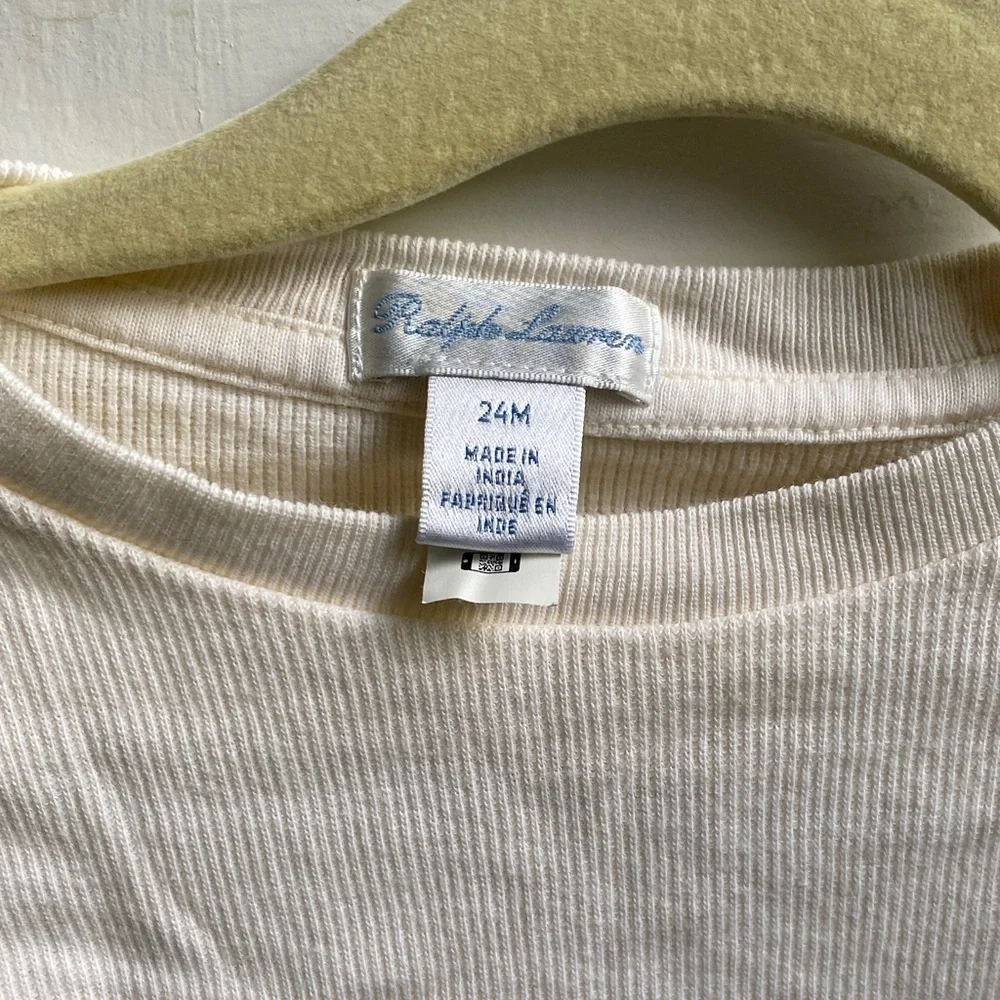 Ralph Lauren
24M
MADE IN
INDIA
FABRIQUÉ EN
INDE